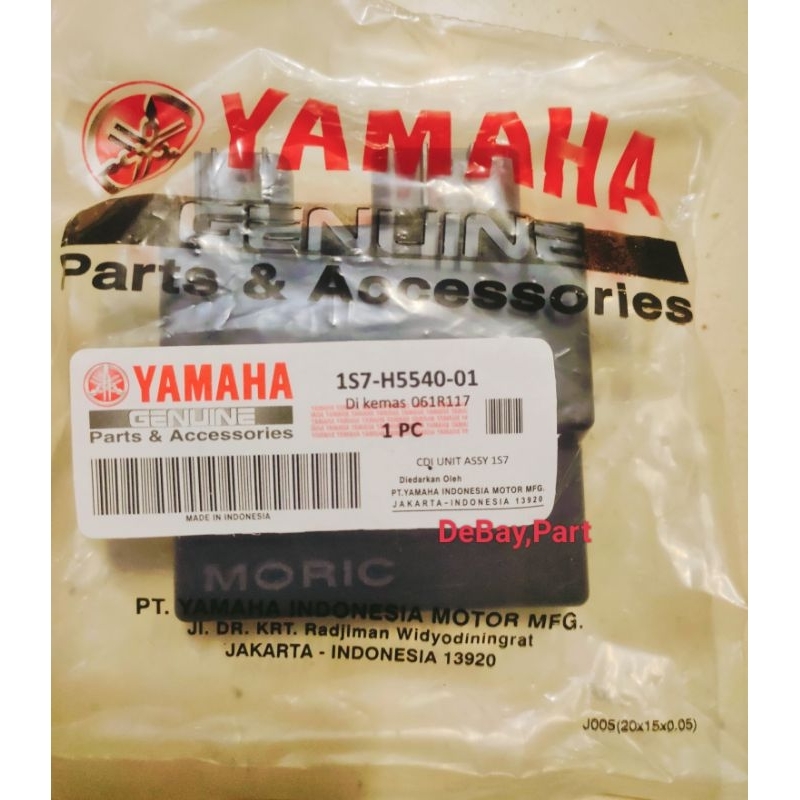 YAMAHA
GENUINE
Parts & Accessories
YAMAHA
GENUINE
Parts & Accessories
MADE IN INDONESIA
1S7-H5540-01
Di kemas 061R117
1 PC
CDI UNIT ASSY 1S7
Diedarkan Oleh
PT.YAMAHA INDONESIA MOTOR MFG.
JAKARTA-INDONESIA 13920
DeBay,Part
MORIC
PT. YAMAHA INDONESIA MOTOR MFG.
Jl. DR. KRT. Radjiman Widyodiningrat
JAKARTA - INDONESIA 13920
J005(20x15x0.05)